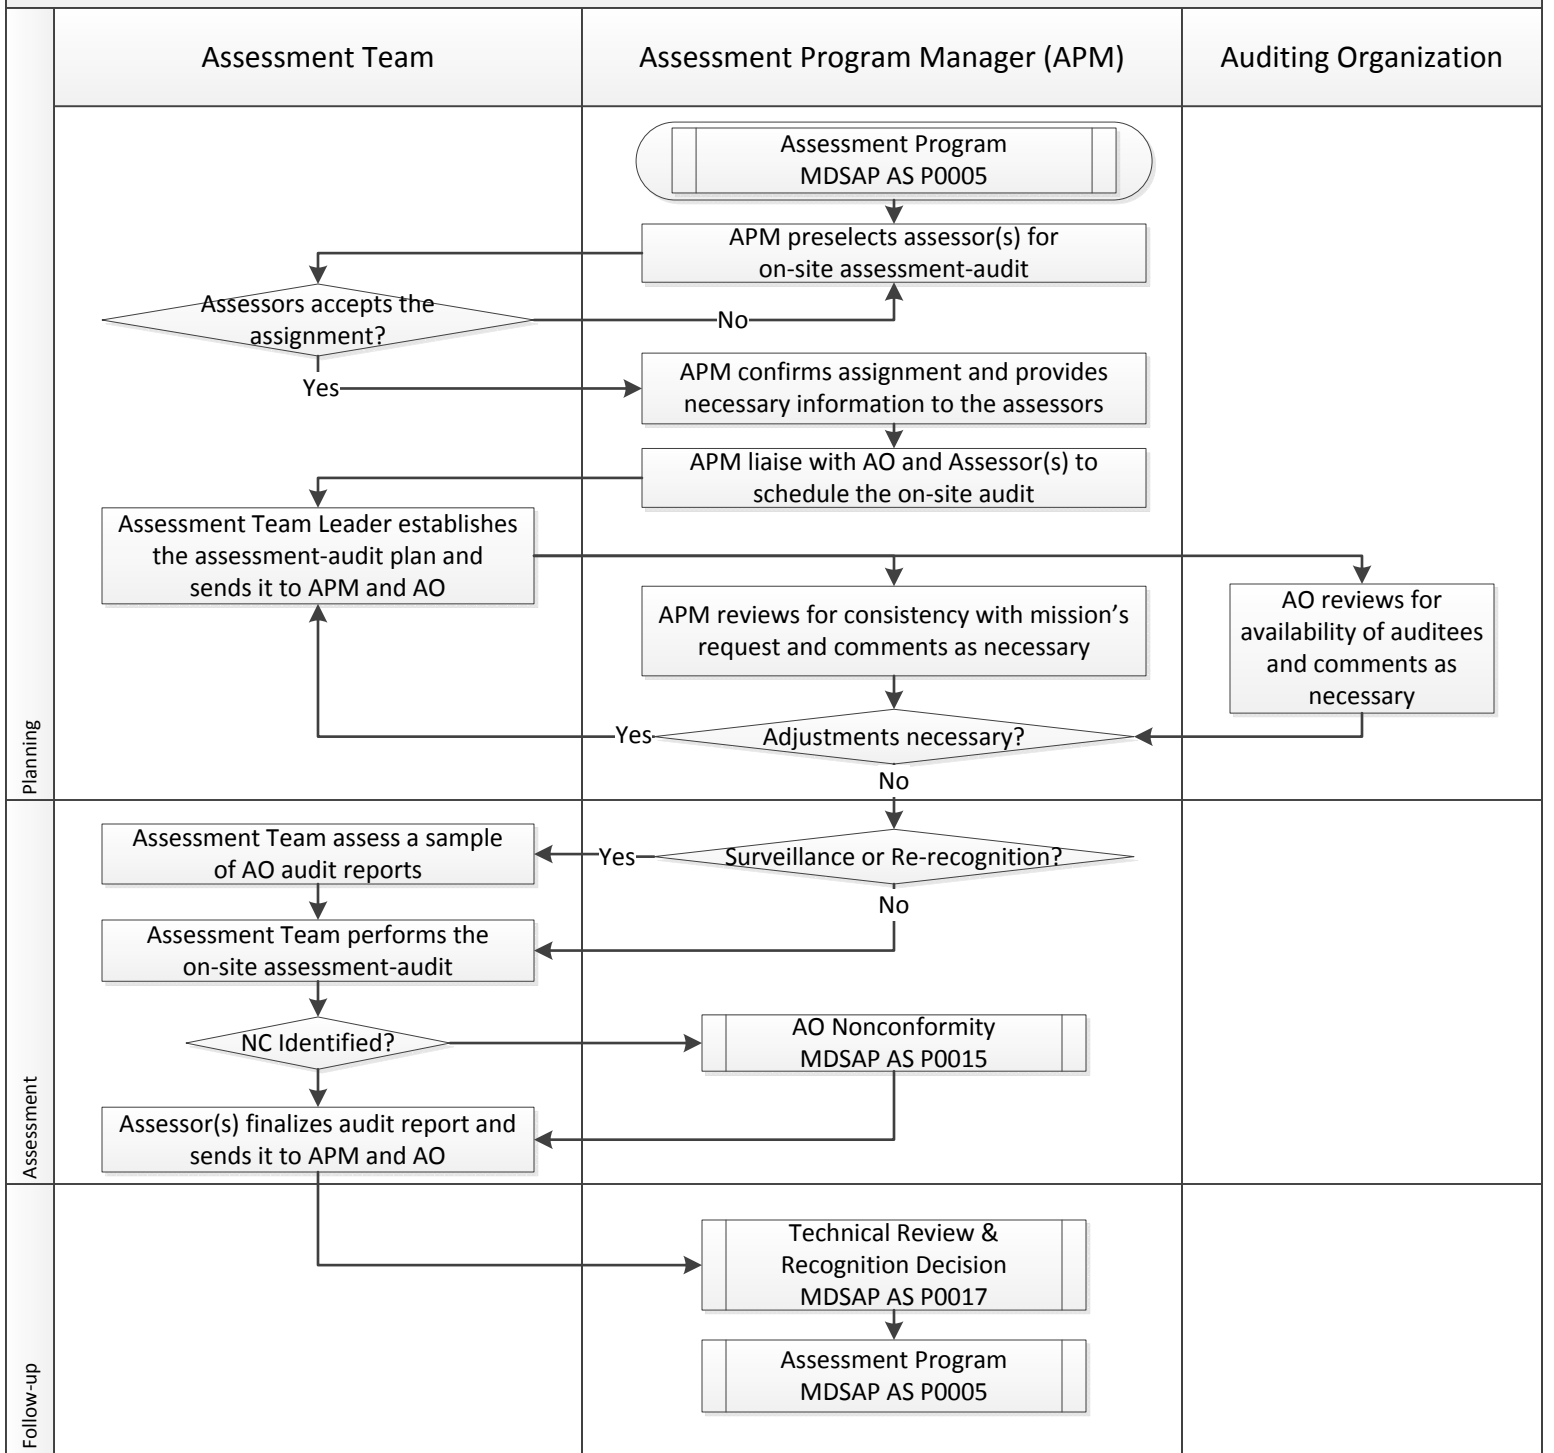 Assessment Team
Assessment Program Manager (APM)
Auditing Organization
Planning
Assessment Program
MDSAP AS P0005
APM preselects assessor(s) for
on-site assessment-audit
Assessors accepts the
assignment?
No
Yes
APM confirms assignment and provides
necessary information to the assessors
APM liaise with AO and Assessor(s) to
schedule the on-site audit
Assessment Team Leader establishes
the assessment-audit plan and
sends it to APM and AO
APM reviews for consistency with mission’s
request and comments as necessary
AO reviews for
availability of auditees
and comments as
necessary
Adjustments necessary?
Yes
No
Assessment
Surveillance or Re-recognition?
Yes
No
Assessment Team assess a sample
of AO audit reports
Assessment Team performs the
on-site assessment-audit
NC Identified?
AO Nonconformity
MDSAP AS P0015
Assessor(s) finalizes audit report and
sends it to APM and AO
Follow-up
Technical Review &
Recognition Decision
MDSAP AS P0017
Assessment Program
MDSAP AS P0005